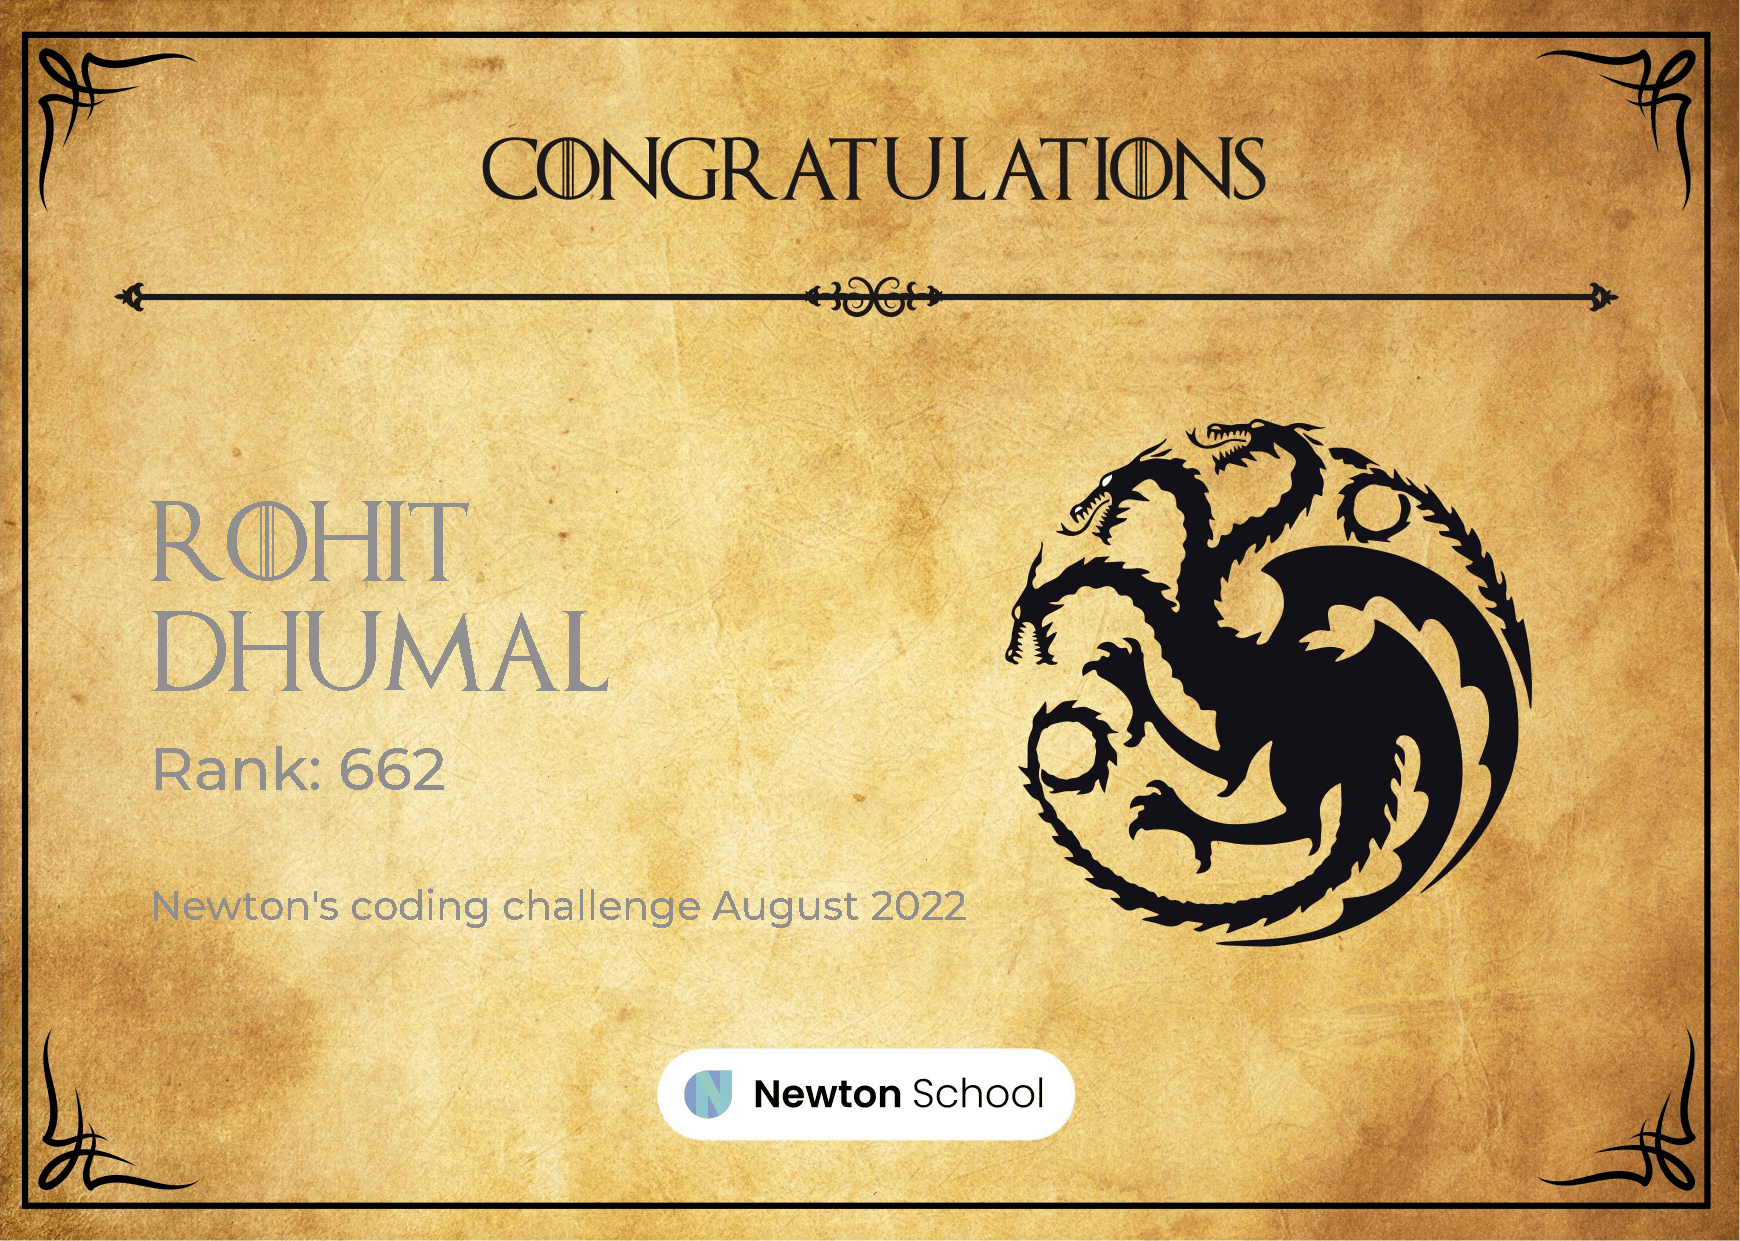 CONGRATULATIONS
ROHIT
DHUMAL
Rank: 662
Newton's coding challenge August 2022
Newton School